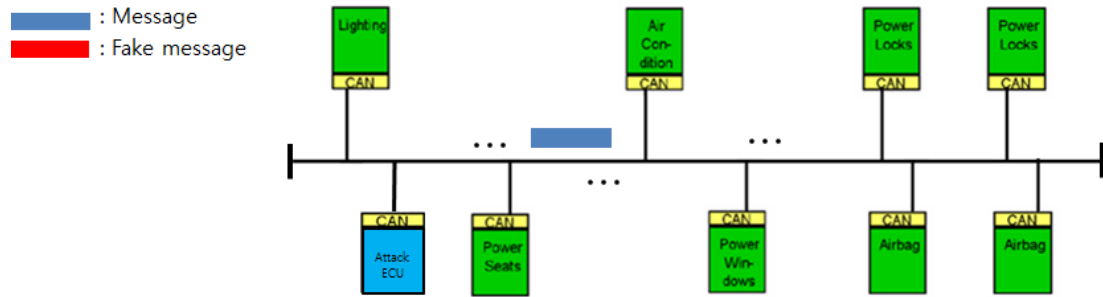 : Message
: Fake message
Lighting
CAN
Air
Con-
dition
CAN
Power
Locks
CAN
Power
Locks
CAN
...
...
...
CAN
Attack
ECU
CAN
Power
Seats
CAN
Power
Win-
dows
CAN
Airbag
CAN
Airbag